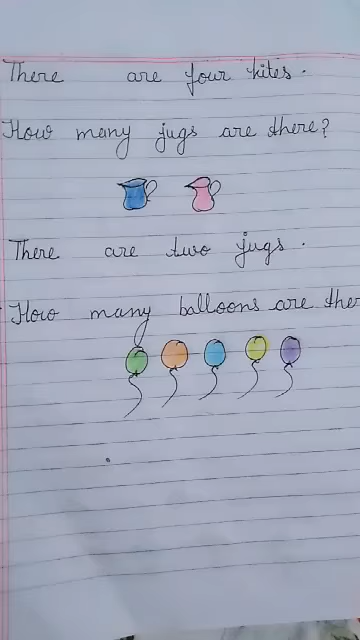 There are four kites.
How many jugs are there?
There are two jugs.
How many balloons are ther